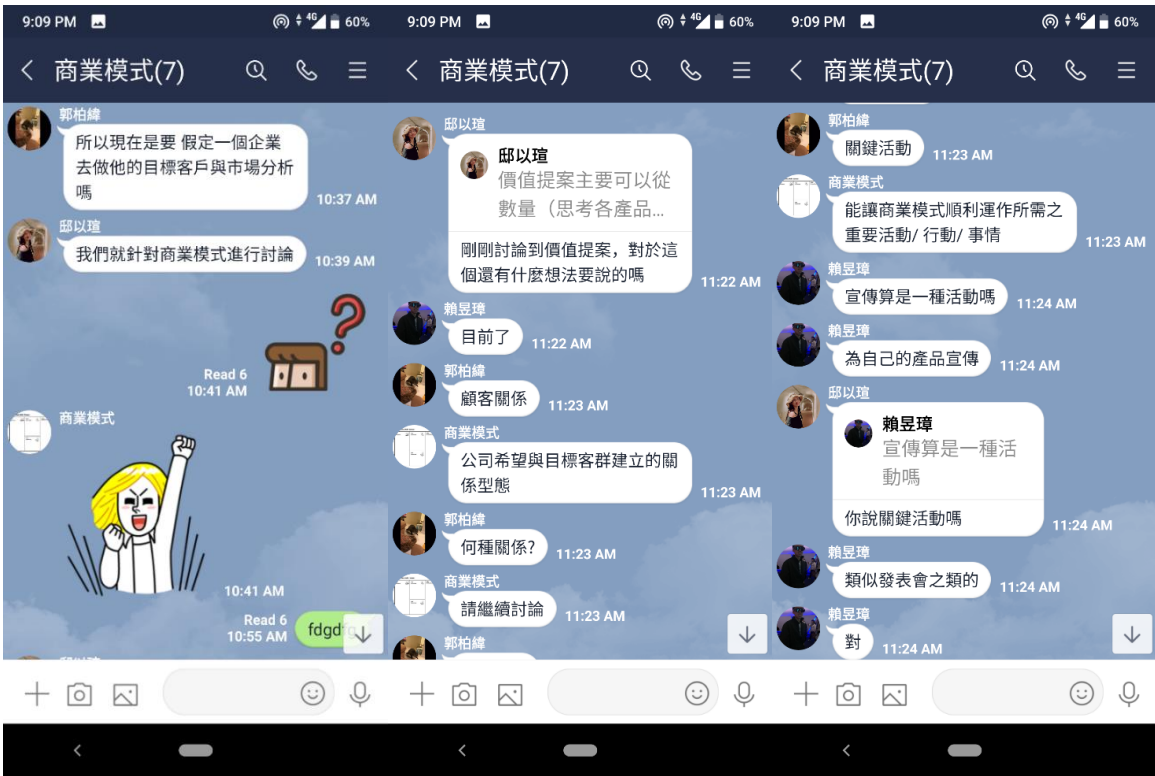 9:09 PM
4G
60%
商業模式(7)
郭柏緯
所以現在是要 假定一個企業
去做他的目標客戶與市場分析
嗎
10:37 AM
邱以瑄
我們就針對商業模式進行討論
10:39 AM
Read 6
10:41 AM
商業模式
10:41 AM
Read 6
10:55 AM
9:09 PM
4G
60%
商業模式(7)
邱以瑄
邱以瑄
價值提案主要可以從
數量（思考各產品...
剛剛討論到價值提案，對於這
個還有什麼想法要說的嗎
11:22 AM
賴昱璋
目前了
11:22 AM
郭柏緯
顧客關係
11:23 AM
商業模式
公司希望與目標客群建立的關
係型態
11:23 AM
郭柏緯
何種關係?
11:23 AM
商業模式
請繼續討論
11:23 AM
郭柏緯
9:09 PM
4G
60%
商業模式(7)
郭柏緯
關鍵活動
11:23 AM
商業模式
能讓商業模式順利運作所需之
重要活動/ 行動/ 事情
11:23 AM
賴昱璋
宣傳算是一種活動嗎
11:24 AM
賴昱璋
為自己的產品宣傳
11:24 AM
邱以瑄
賴昱璋
宣傳算是一種活
動嗎
你說關鍵活動嗎
11:24 AM
賴昱璋
類似發表會之類的
11:24 AM
賴昱璋
對
11:24 AM